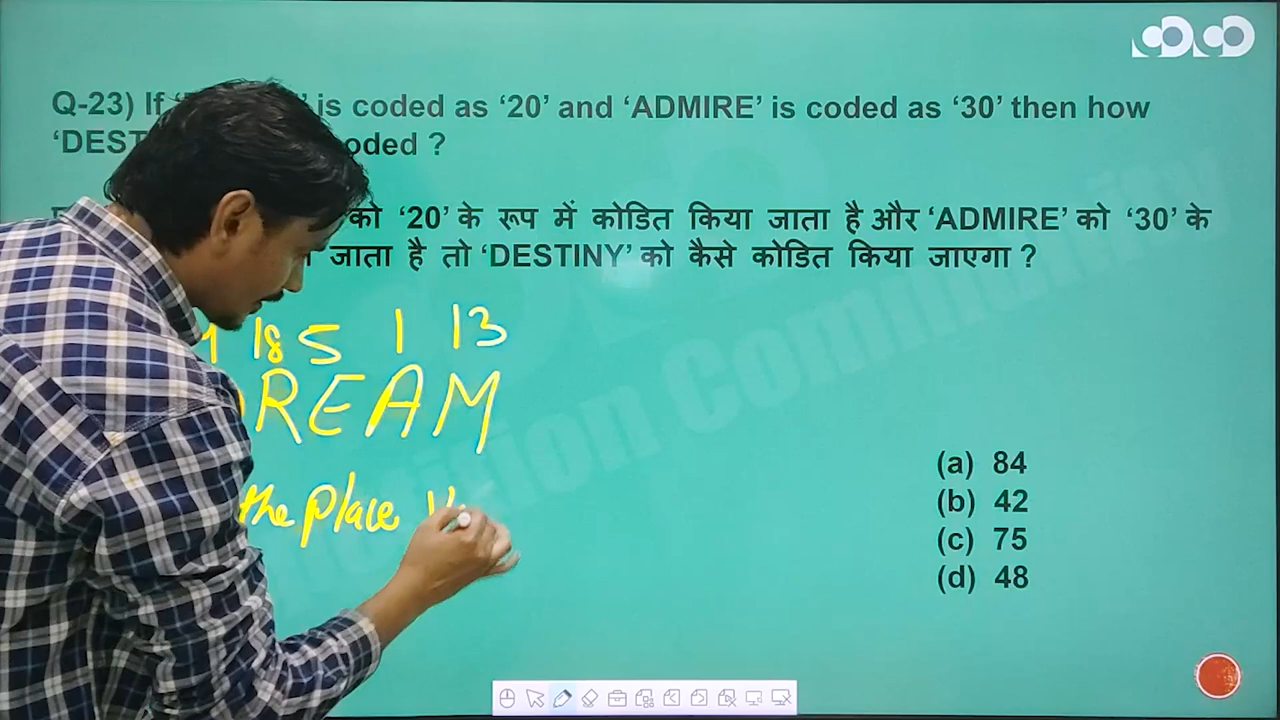 Q-23) If is coded as ‘20’ and ‘ADMIRE’ is coded as ‘30’ then how
‘DEST oded ?
को ‘20’ के रूप में कोडित किया जाता है और ‘ADMIRE’ को ‘30’ के
जाता है तो ‘DESTINY’ को कैसे कोडित किया जाएगा ?
18 5 1 13
REAM
the place
(a) 84
(b) 42
(c) 75
(d) 48